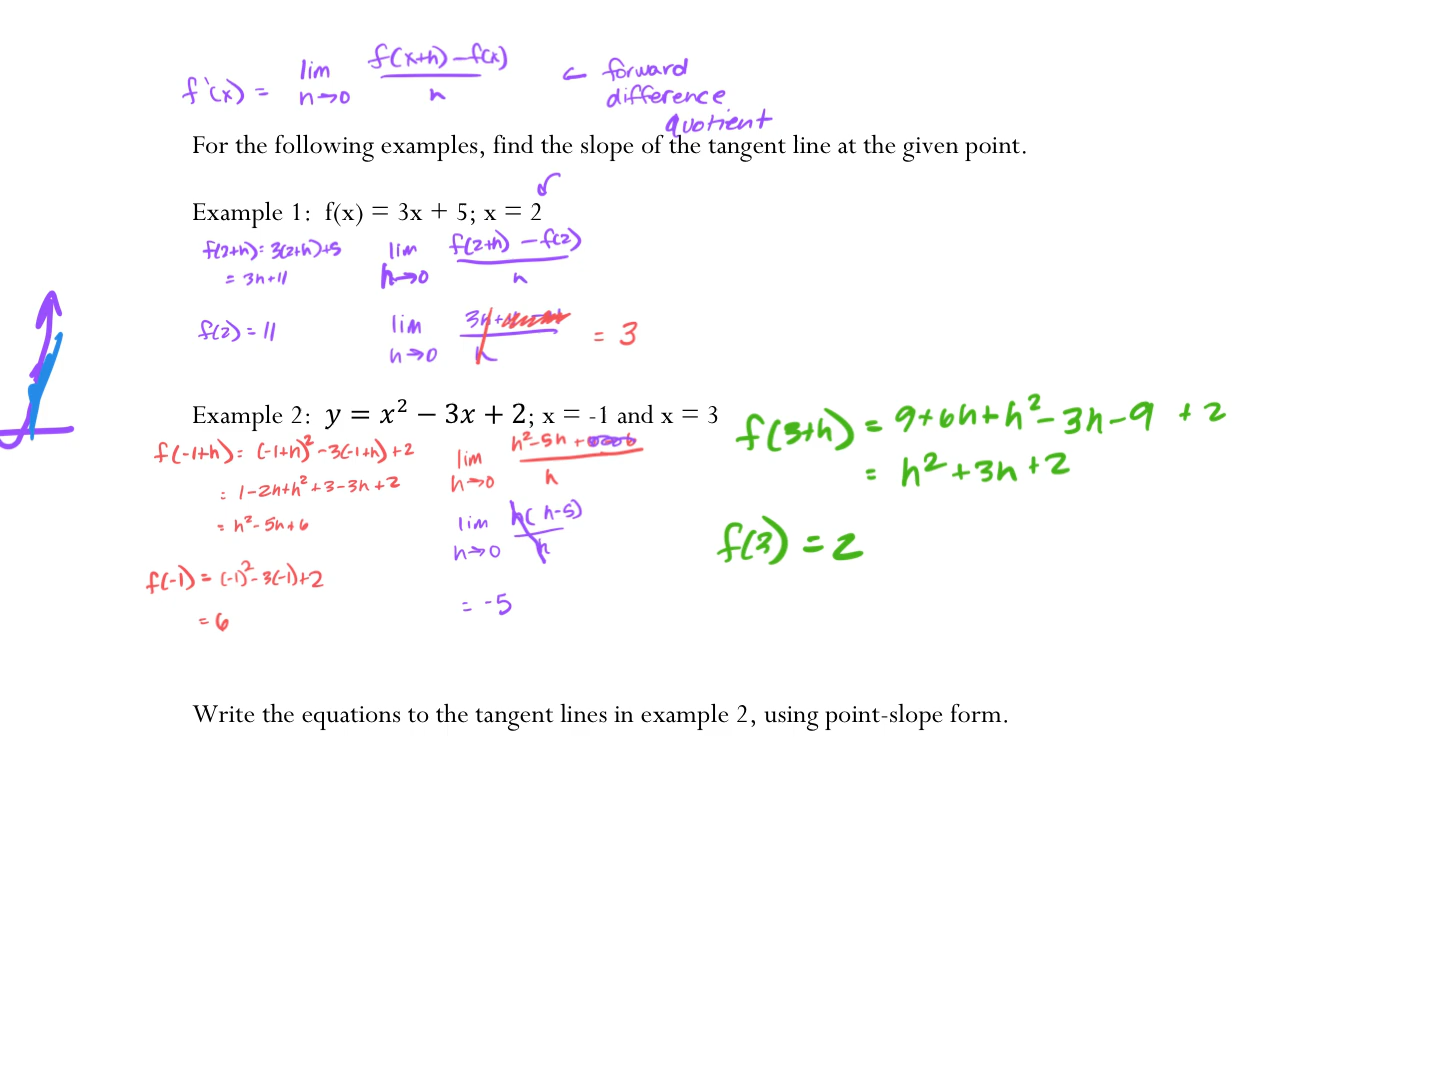 f'(x) = lim h→0 f(x+h) – f(x) / h ← forward difference quotient
For the following examples, find the slope of the tangent line at the given point.
Example 1: f(x) = 3x + 5; x = 2
f(2+h) = 3(2+h)+5
= 3h+11
lim h→0 f(2+h) – f(2) / h
f(2) = 11
lim h→0 3h+ / h = 3
Example 2: y = x² − 3x + 2; x = -1 and x = 3
f(-1+h) = (-1+h)² -3(-1+h)+2
= 1-2h+h²+3-3h+2
= h²-5h+6
f(-1) = (-1)²-3(-1)+2
= 6
lim h→0 h²-5h + / h
lim h→0 h(h-5) / h
= -5
f(3+h) = 9+6h+h²-3h-9 +2
= h²+3h+2
f(3) = 2
Write the equations to the tangent lines in example 2, using point-slope form.